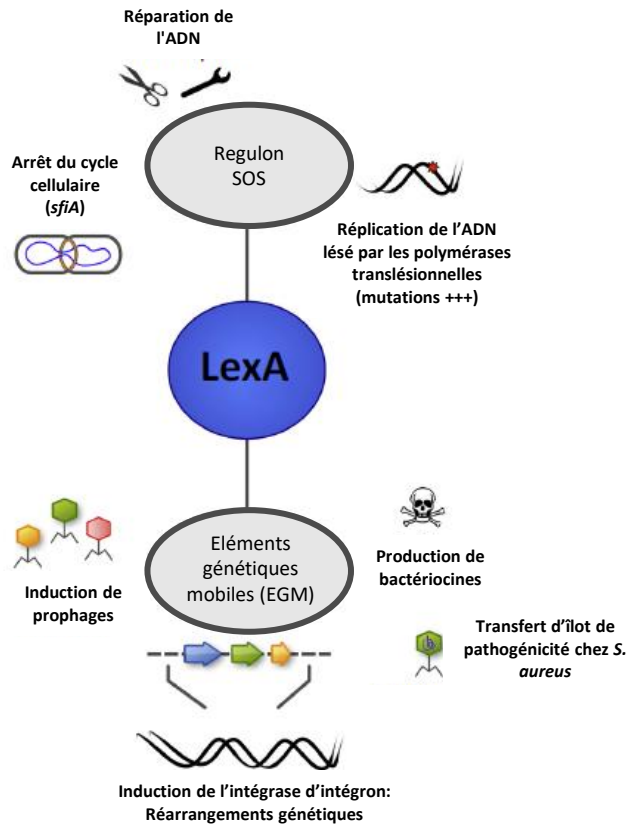 Réparation de
l'ADN
Regulon
SOS
Arrêt du cycle
cellulaire
(sfiA)
Réplication de l’ADN
lésé par les polymérases
translésionnelles
(mutations +++)
LexA
Eléments
génétiques
mobiles (EGM)
Induction de
prophages
Production de
bactériocines
b
Transfert d’îlot de
pathogénicité chez S.
aureus
Induction de l’intégrase d’intégron:
Réarrangements génétiques